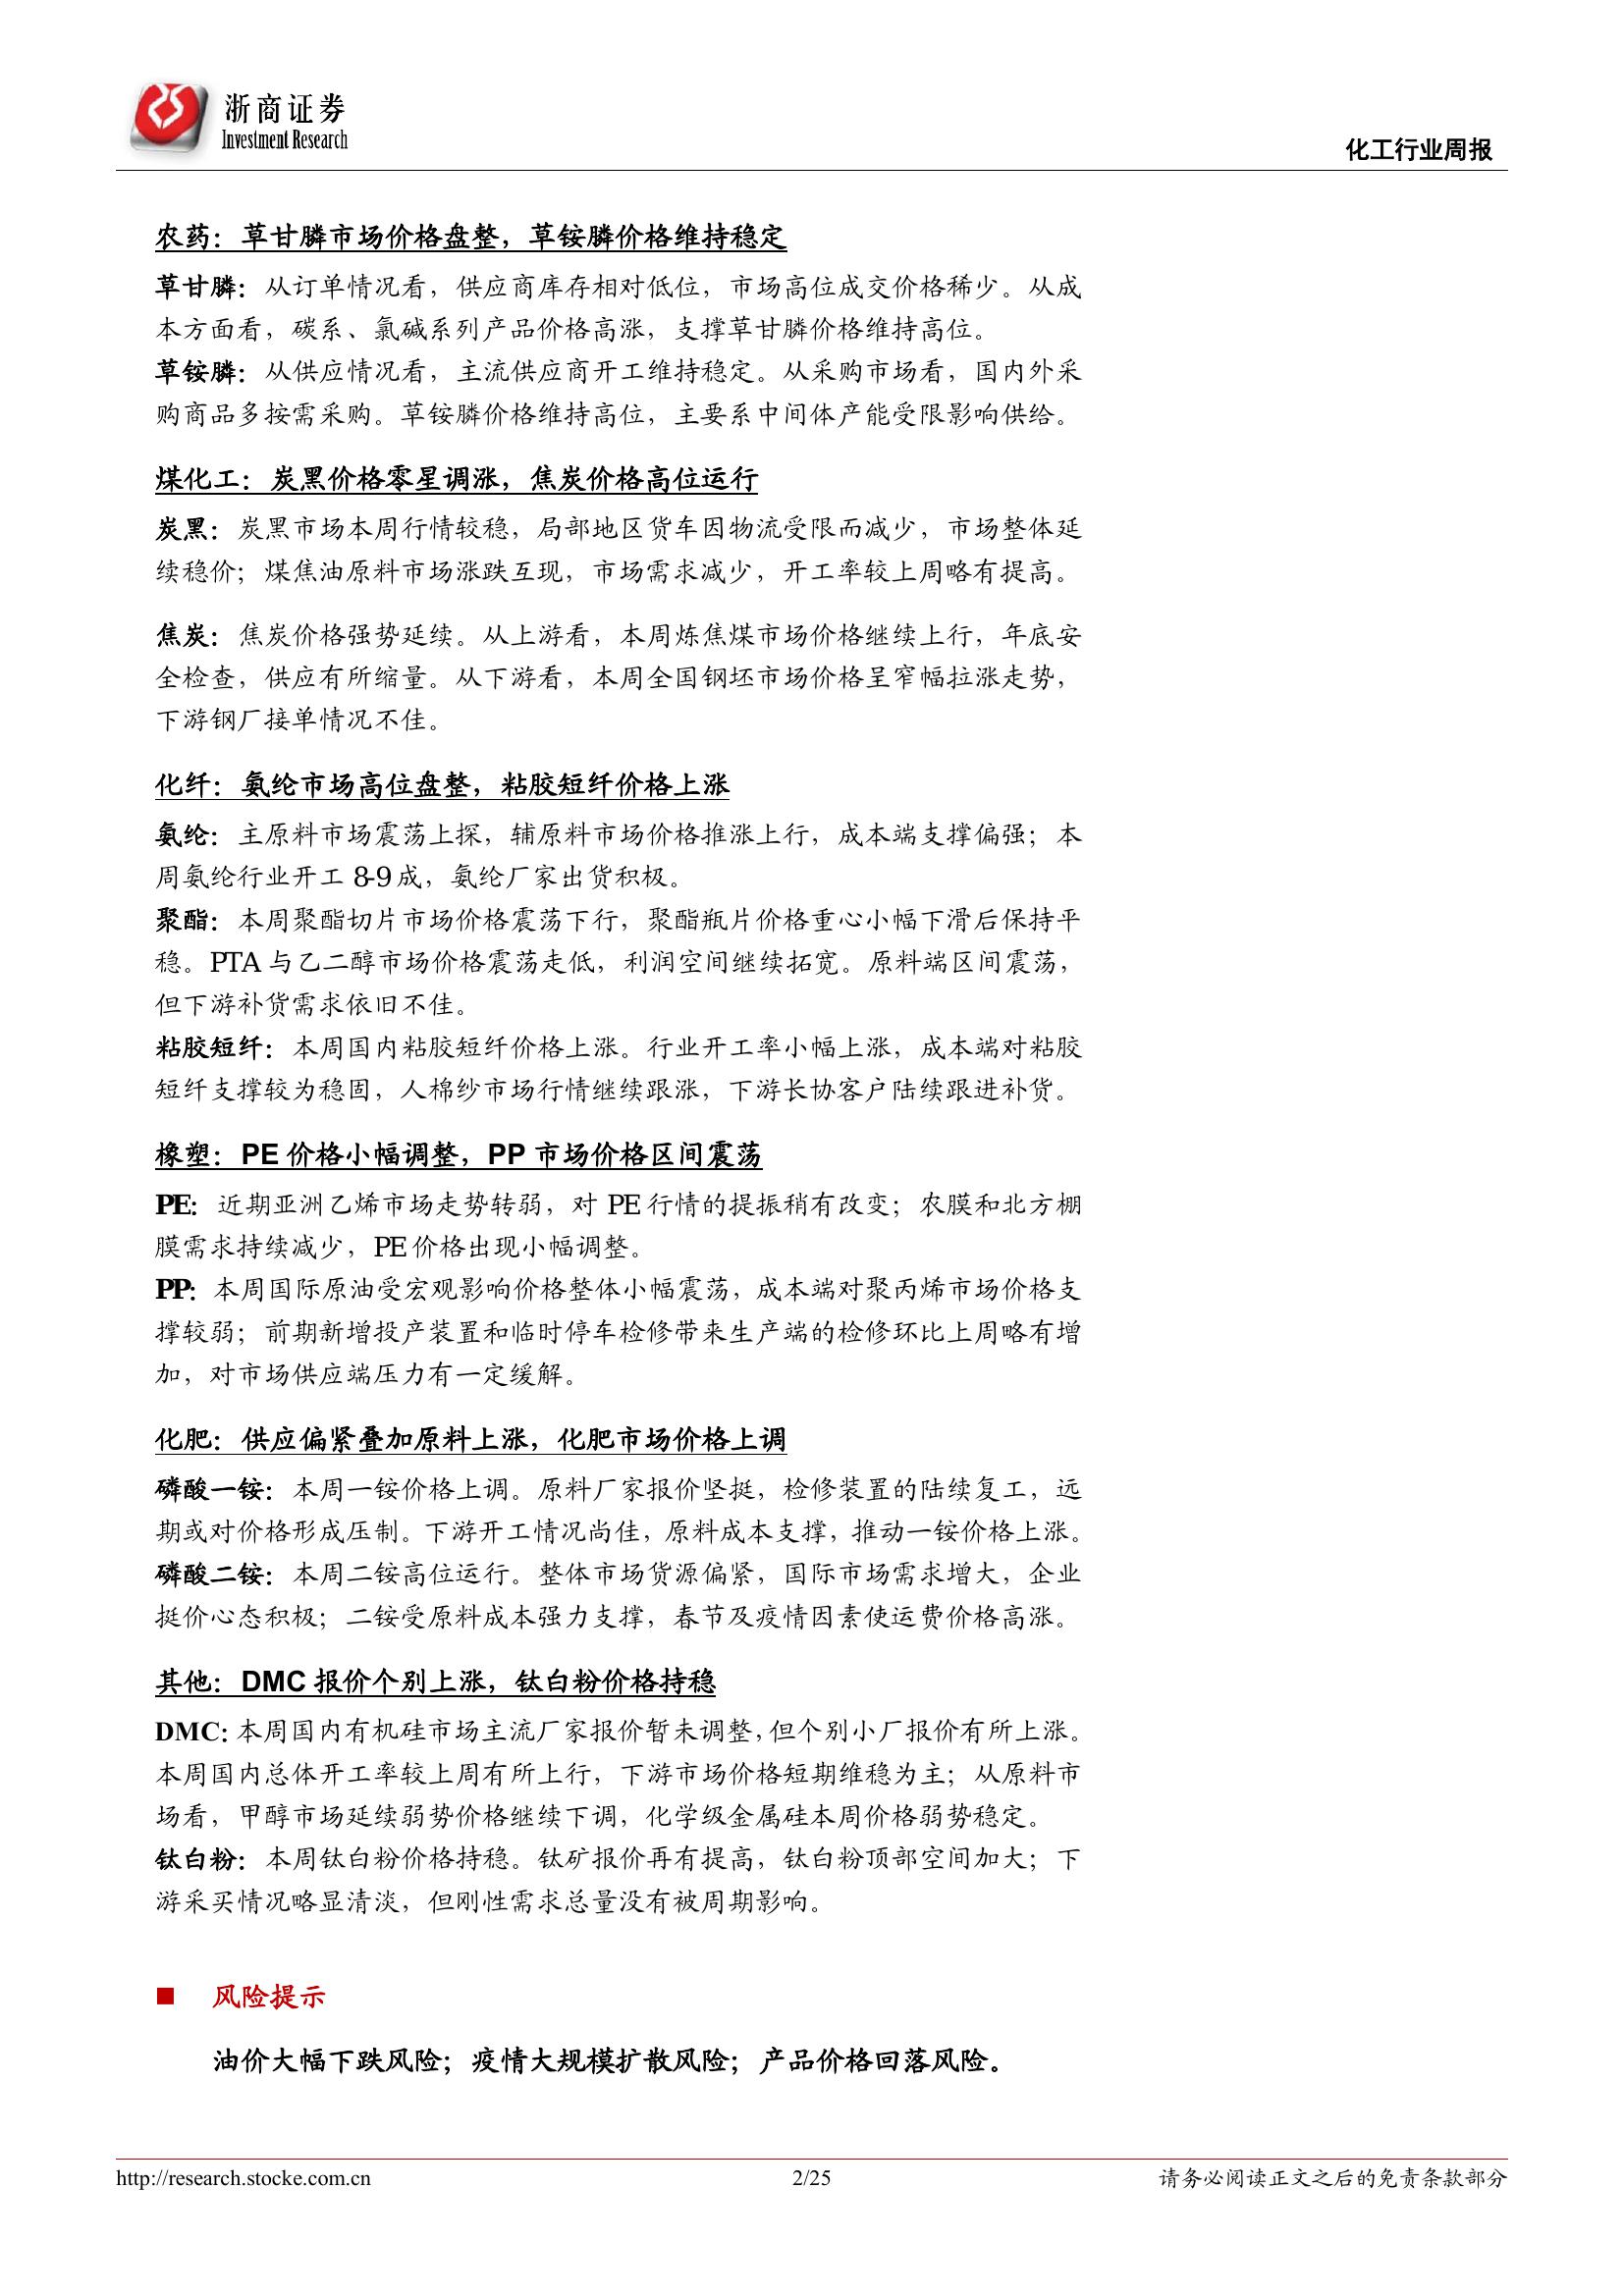 浙商证券
Investment Research
化工行业周报
农药：草甘膦市场价格盘整，草铵膦价格维持稳定
草甘膦：从订单情况看，供应商库存相对低位，市场高位成交价格稀少。从成
本方面看，碳系、氯碱系列产品价格高涨，支撑草甘膦价格维持高位。
草铵膦：从供应情况看，主流供应商开工维持稳定。从采购市场看，国内外采
购商品多按需采购。草铵膦价格维持高位，主要系中间体产能受限影响供给。
煤化工：炭黑价格零星调涨，焦炭价格高位运行
炭黑：炭黑市场本周行情较稳，局部地区货车因物流受限而减少，市场整体延
续稳价；煤焦油原料市场涨跌互现，市场需求减少，开工率较上周略有提高。
焦炭：焦炭价格强势延续。从上游看，本周炼焦煤市场价格继续上行，年底安
全检查，供应有所缩量。从下游看，本周全国钢坯市场价格呈窄幅拉涨走势，
下游钢厂接单情况不佳。
化纤：氨纶市场高位盘整，粘胶短纤价格上涨
氨纶：主原料市场震荡上探，辅原料市场价格推涨上行，成本端支撑偏强；本
周氨纶行业开工 8-9 成，氨纶厂家出货积极。
聚酯：本周聚酯切片市场价格震荡下行，聚酯瓶片价格重心小幅下滑后保持平
稳。PTA 与乙二醇市场价格震荡走低，利润空间继续拓宽。原料端区间震荡，
但下游补货需求依旧不佳。
粘胶短纤：本周国内粘胶短纤价格上涨。行业开工率小幅上涨，成本端对粘胶
短纤支撑较为稳固，人棉纱市场行情继续跟涨，下游长协客户陆续跟进补货。
橡塑：PE 价格小幅调整，PP 市场价格区间震荡
PE：近期亚洲乙烯市场走势转弱，对 PE 行情的提振稍有改变；农膜和北方棚
膜需求持续减少，PE 价格出现小幅调整。
PP：本周国际原油受宏观影响价格整体小幅震荡，成本端对聚丙烯市场价格支
撑较弱；前期新增投产装置和临时停车检修带来生产端的检修环比上周略有增
加，对市场供应端压力有一定缓解。
化肥：供应偏紧叠加原料上涨，化肥市场价格上调
磷酸一铵：本周一铵价格上调。原料厂家报价坚挺，检修装置的陆续复工，远
期或对价格形成压制。下游开工情况尚佳，原料成本支撑，推动一铵价格上涨。
磷酸二铵：本周二铵高位运行。整体市场货源偏紧，国际市场需求增大，企业
挺价心态积极；二铵受原料成本强力支撑，春节及疫情因素使运费价格高涨。
其他：DMC 报价个别上涨，钛白粉价格持稳
DMC：本周国内有机硅市场主流厂家报价暂未调整，但个别小厂报价有所上涨。
本周国内总体开工率较上周有所上行，下游市场价格短期维稳为主；从原料市
场看，甲醇市场延续弱势价格继续下调，化学级金属硅本周价格弱势稳定。
钛白粉：本周钛白粉价格持稳。钛矿报价再有提高，钛白粉顶部空间加大；下
游采买情况略显清淡，但刚性需求总量没有被周期影响。
风险提示
油价大幅下跌风险；疫情大规模扩散风险；产品价格回落风险。
http://research.stocke.com.cn
2/25
请务必阅读正文之后的免责条款部分